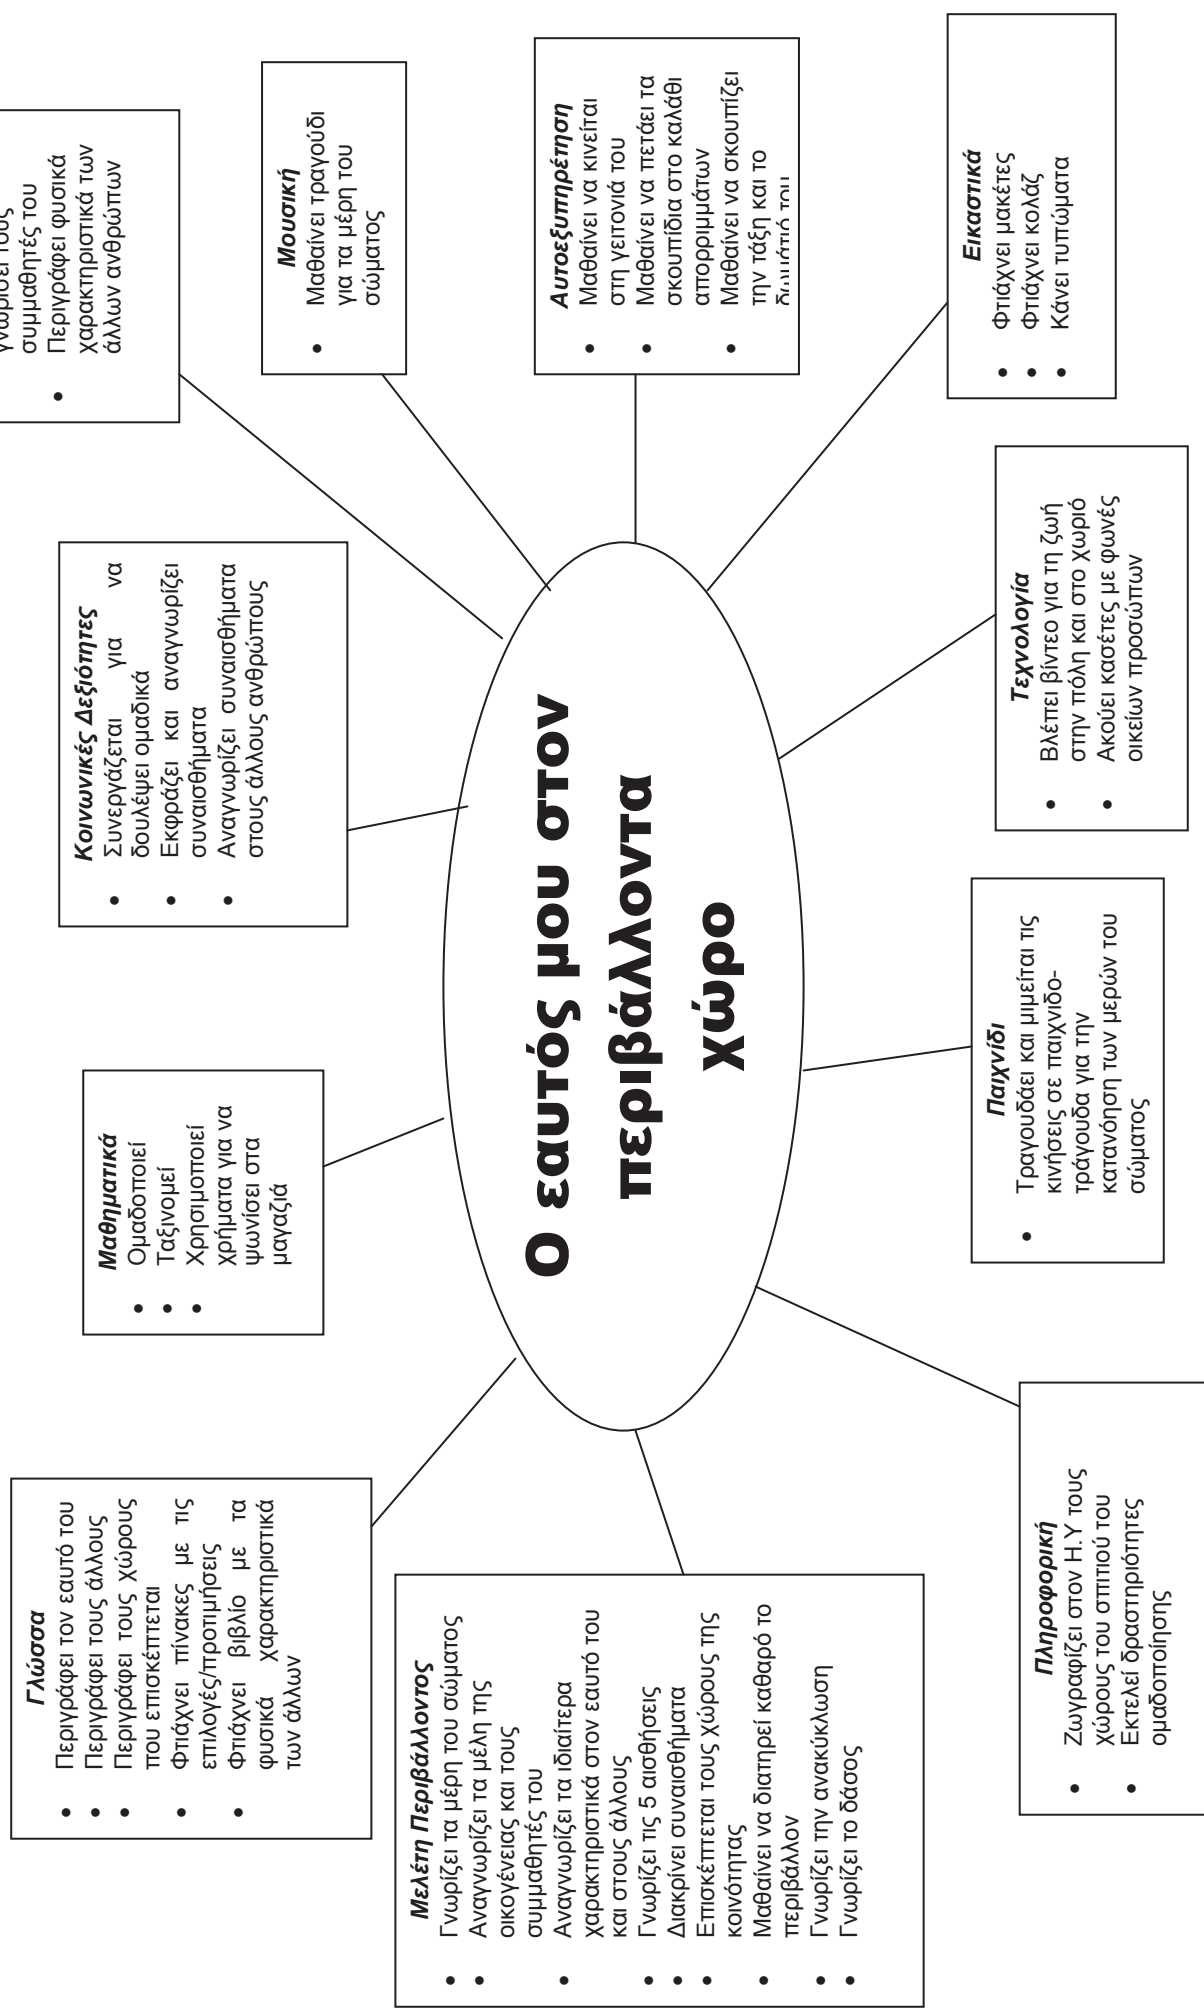 Γλώσσα
• Περιγράφει τον εαυτό του
• Περιγράφει τους άλλους
• Περιγράφει τους χώρους
που επισκέπτεται
• Φτιάχνει πίνακες με τις
επιλογές/προτιμήσεις
• Φτιάχνει βιβλίο με τα
φυσικά χαρακτηριστικά
των άλλων
Μαθηματικά
• Ομαδοποιεί
• Ταξινομεί
• Χρησιμοποιεί
χρήματα για να
ψωνίσει στα
μαγαζιά
Κοινωνικές Δεξιότητες
• Συνεργάζεται για να
δουλέψει ομαδικά
• Εκφράζει και αναγνωρίζει
συναισθήματα
• Αναγνωρίζει συναισθήματα
στους άλλους ανθρώπους
γνωρίσει τους
συμμαθητές του
• Περιγράφει φυσικά
χαρακτηριστικά των
άλλων ανθρώπων
Μουσική
• Μαθαίνει τραγούδι
για τα μέρη του
σώματος
Μελέτη Περιβάλλοντος
• Γνωρίζει τα μέρη του σώματος
• Αναγνωρίζει τα μέλη της
οικογένειας και τους
συμμαθητές του
• Αναγνωρίζει τα ιδιαίτερα
χαρακτηριστικά στον εαυτό του
και στους άλλους
• Γνωρίζει τις 5 αισθήσεις
• Διακρίνει συναισθήματα
• Επισκέπτεται τους χώρους της
κοινότητας
• Μαθαίνει να διατηρεί καθαρό το
περιβάλλον
• Γνωρίζει την ανακύκλωση
• Γνωρίζει το δάσος
Ο εαυτός μου στον
περιβάλλοντα
χώρο
Αυτοεξυπηρέτηση
• Μαθαίνει να κινείται
στη γειτονιά του
• Μαθαίνει να πετάει τα
σκουπίδια στο καλάθι
απορριμμάτων
• Μαθαίνει να σκουπίζει
την τάξη και το
δωμάτιό του
Πληροφορική
• Ζωγραφίζει στον Η.Υ τους
χώρους του σπιτιού του
• Εκτελεί δραστηριότητες
ομαδοποίησης
Παιχνίδι
• Τραγουδάει και μιμείται τις
κινήσεις σε παιχνιδο-
τράγουδα για την
κατανόηση των μερών του
σώματος
Τεχνολογία
• Βλέπει βίντεο για τη ζωή
στην πόλη και στο χωριό
• Ακούει κασέτες με φωνές
οικείων προσώπων
Εικαστικά
• Φτιάχνει μακέτες
• Φτιάχνει κολάζ
• Κάνει τυπώματα